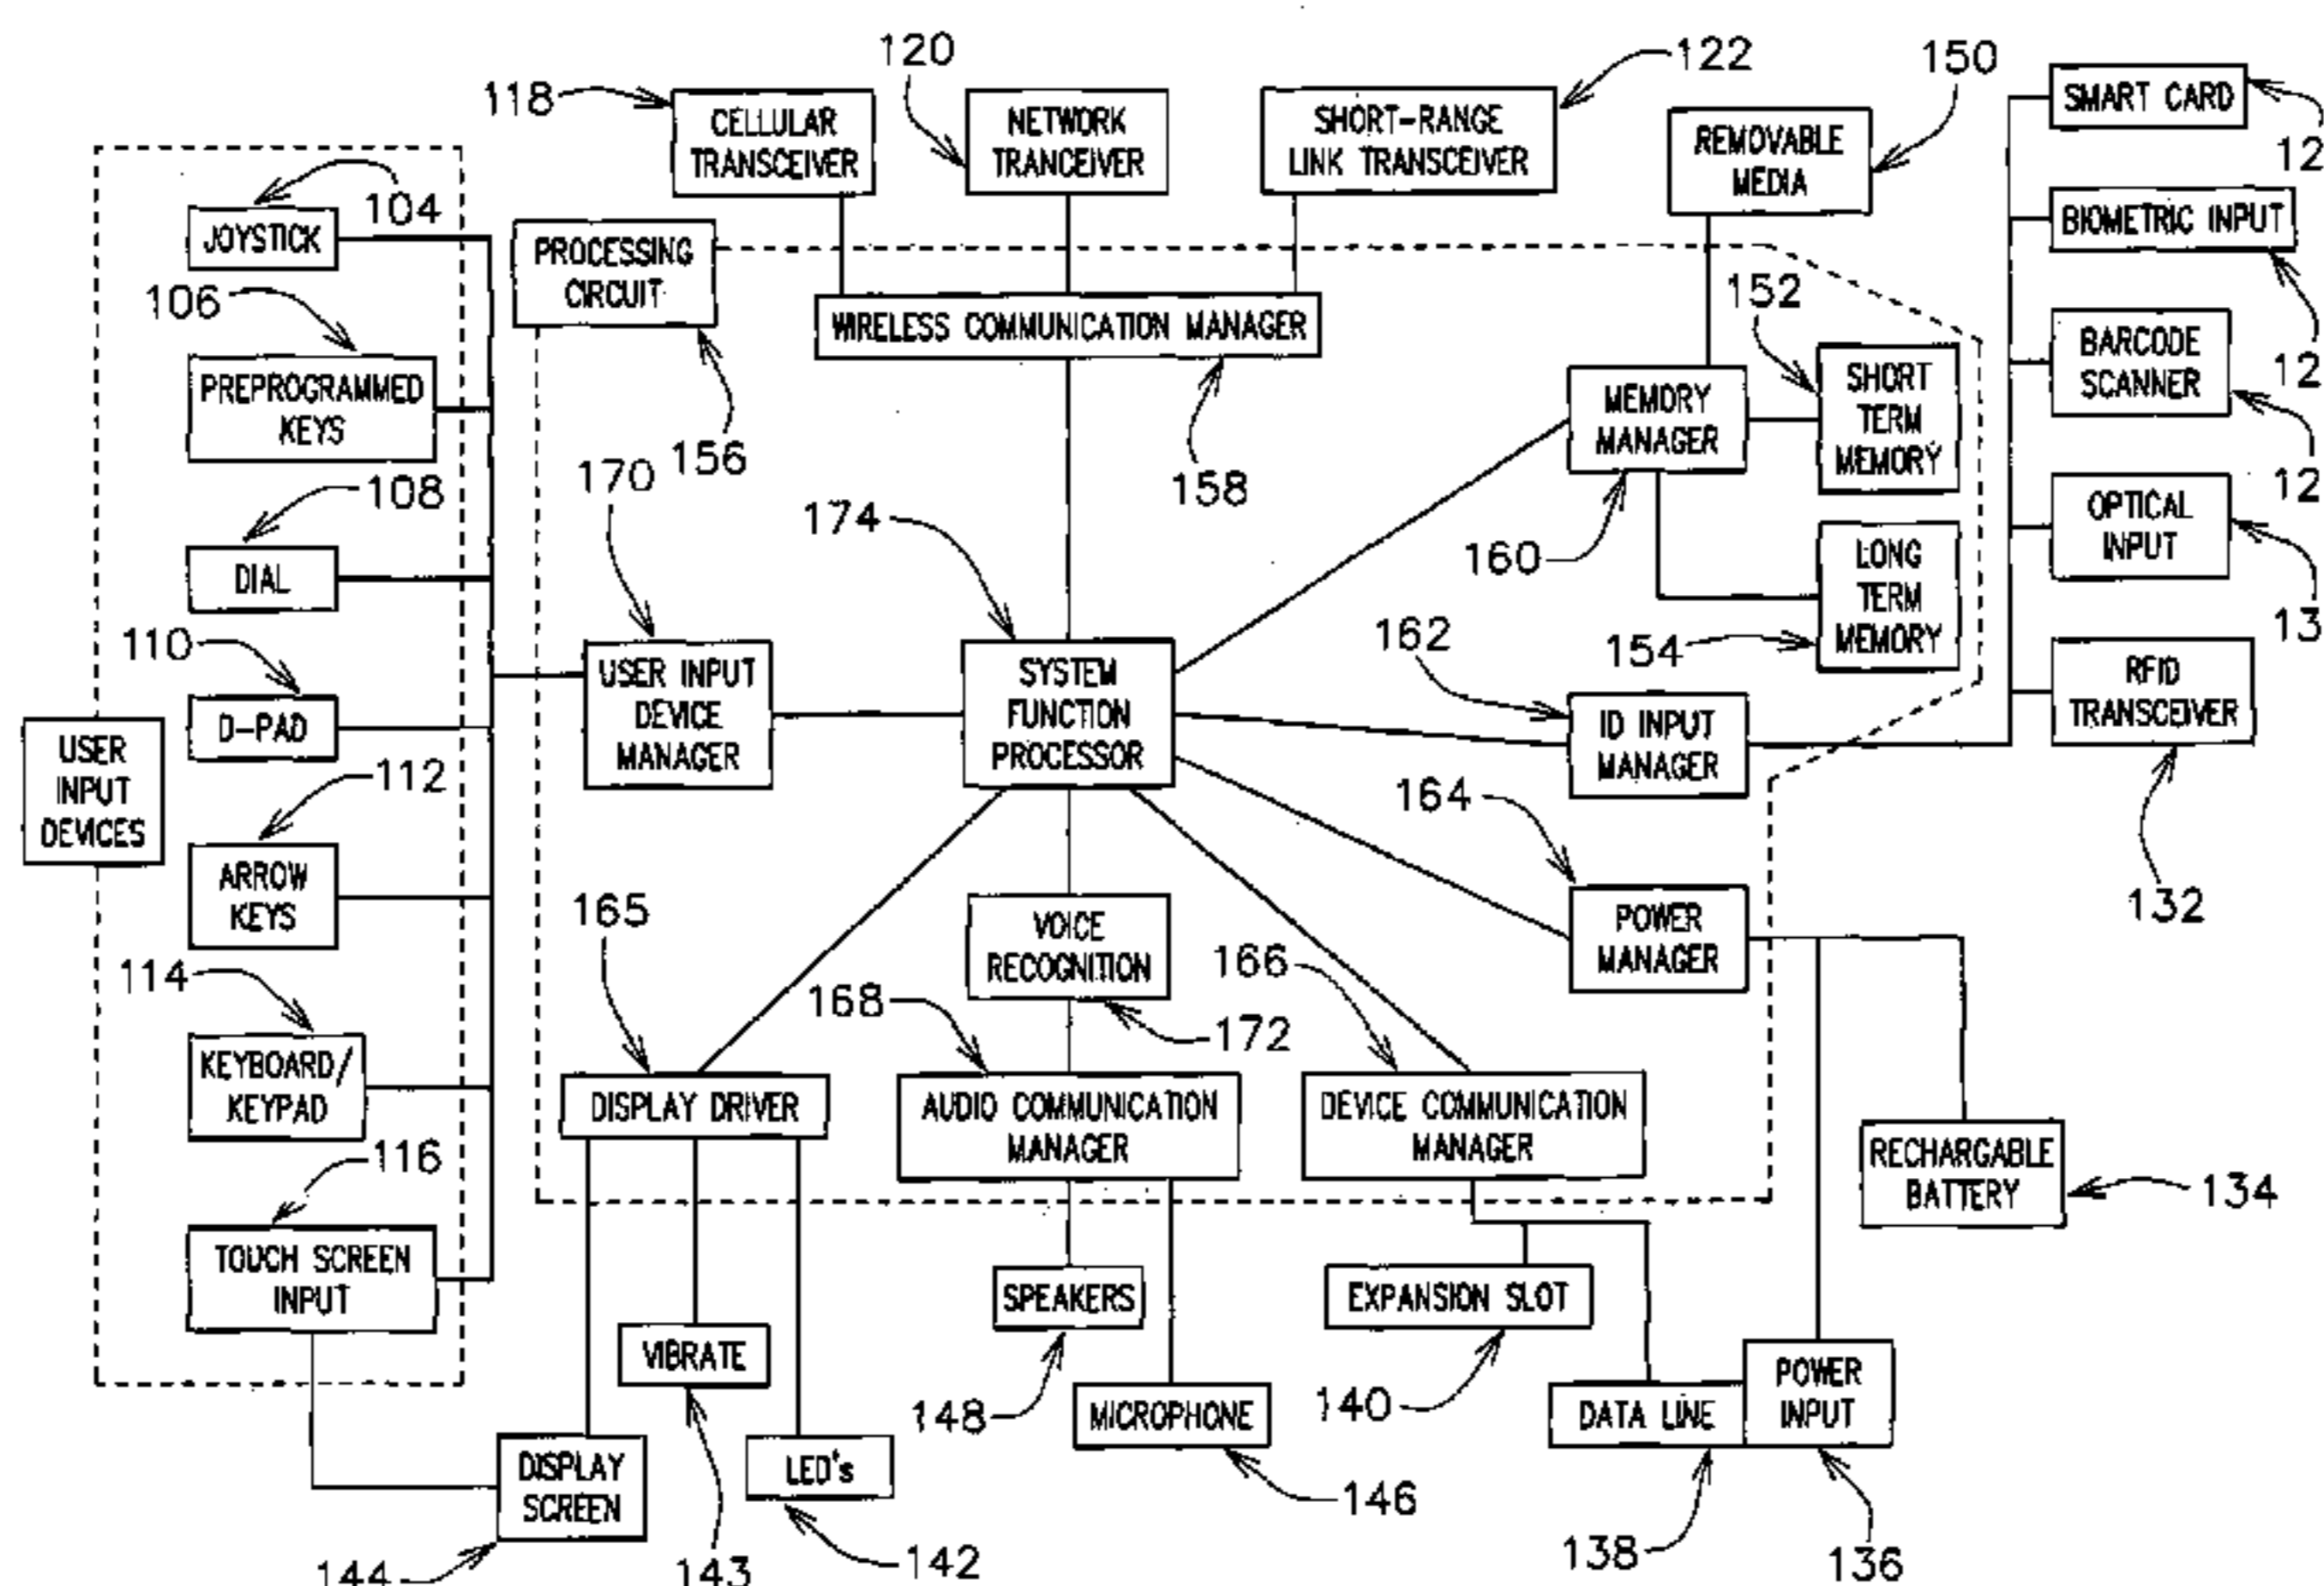 120
122
150
118
CELLULAR
TRANSCEIVER
NETWORK
TRANCEIVER
SHORT-RANGE
LINK TRANSCEIVER
REMOVABLE
MEDIA
SMART CARD
12
104
JOYSTICK
PROCESSING
CIRCUIT
BIOMETRIC INPUT
12
106
WIRELESS COMMUNICATION MANAGER
152
BARCODE
SCANNER
12
PREPROGRAMMED
KEYS
156
158
MEMORY
MANAGER
SHORT
TERM
MEMORY
108
170
174
160
OPTICAL
INPUT
13
DIAL
LONG
TERM
MEMORY
154
110
162
RFID
TRANSCEIVER
132
USER INPUT
DEVICE
MANAGER
SYSTEM
FUNCTION
PROCESSOR
ID INPUT
MANAGER
D-PAD
USER
INPUT
DEVICES
112
164
ARROW
KEYS
165
VOICE
RECOGNITION
166
POWER
MANAGER
114
168
172
KEYBOARD/
KEYPAD
DISPLAY DRIVER
AUDIO COMMUNICATION
MANAGER
DEVICE COMMUNICATION
MANAGER
116
RECHARGABLE
BATTERY
134
TOUCH SCREEN
INPUT
SPEAKERS
EXPANSION SLOT
VIBRATE
148
MICROPHONE
140
DATA LINE
POWER
INPUT
DISPLAY
SCREEN
LED's
146
144
143
142
138
136